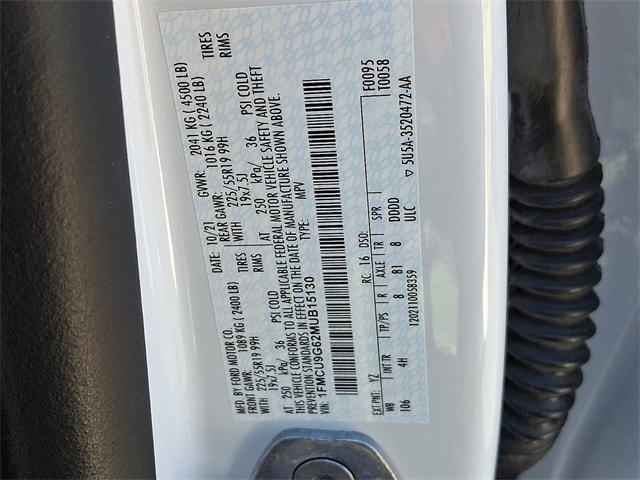 MFD. BY FORD MOTOR CO. DATE: 10/21 GVWR: 2041 KG ( 4500 LB)
FRONT GAWR: 1089 KG (2400 LB) REAR GAWR: 1016 KG ( 2240 LB)
225/55R19 99H TIRES WITH 225/55R19 99H TIRES
19x7.5J RIMS 19x7.5J RIMS
AT 250 kPa/ 36 PSI COLD AT 250 kPa/ 36 PSI COLD
THIS VEHICLE CONFORMS TO ALL APPLICABLE FEDERAL MOTOR VEHICLE SAFETY AND THEFT
PREVENTION STANDARDS IN EFFECT ON THE DATE OF MANUFACTURE SHOWN ABOVE.
VIN: 1FMCU9G62MUB15130 TYPE: MPV
F0095
T0058
EXT PNT: YZ RC: 16 DSO:
WB INT TR TP/PS R AXLE TR SPR
106 4H 8 81 8 DDDD
1202110058359 ULC
▽ 5U5A-3520472-AA